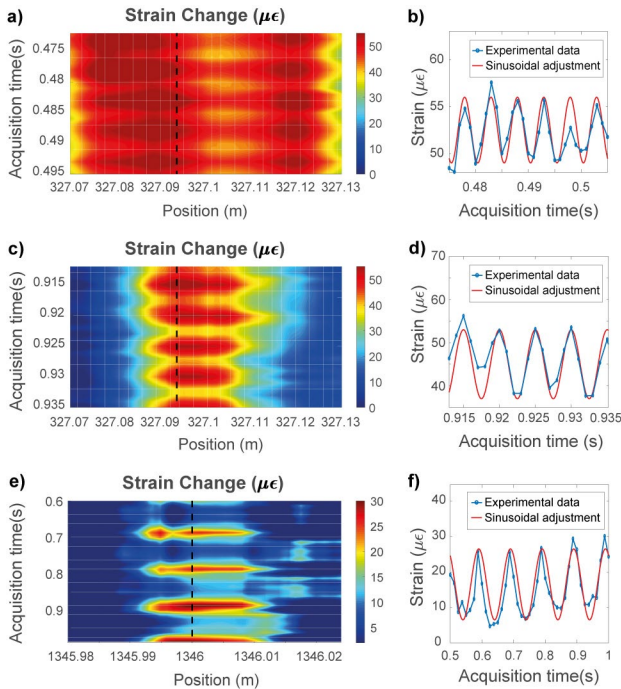 a) Strain Change (με)
Acquisition time(s)
0.475
0.48
0.485
0.49
0.495
327.07 327.08 327.09 327.1 327.11 327.12 327.13
Position (m)
50
40
30
20
10
0
b)
Experimental data
Sinusoidal adjustment
Strain (με)
60
55
50
0.48 0.49 0.5
Acquisition time(s)
c) Strain Change (με)
Acquisition time(s)
0.915
0.92
0.925
0.93
0.935
327.07 327.08 327.09 327.1 327.11 327.12 327.13
Position (m)
50
40
30
20
10
0
d)
Experimental data
Sinusoidal adjustment
Strain (με)
70
60
50
40
0.915 0.92 0.925 0.93 0.935
Acquisition time (s)
e) Strain Change (με)
Acquisition time(s)
0.6
0.7
0.8
0.9
1345.98 1345.99 1346 1346.01 1346.02
Position (m)
30
25
20
15
10
5
f)
Experimental data
Sinusoidal adjustment
Strain (με)
40
30
20
10
0
0.5 0.6 0.7 0.8 0.9 1
Acquisition time(s)